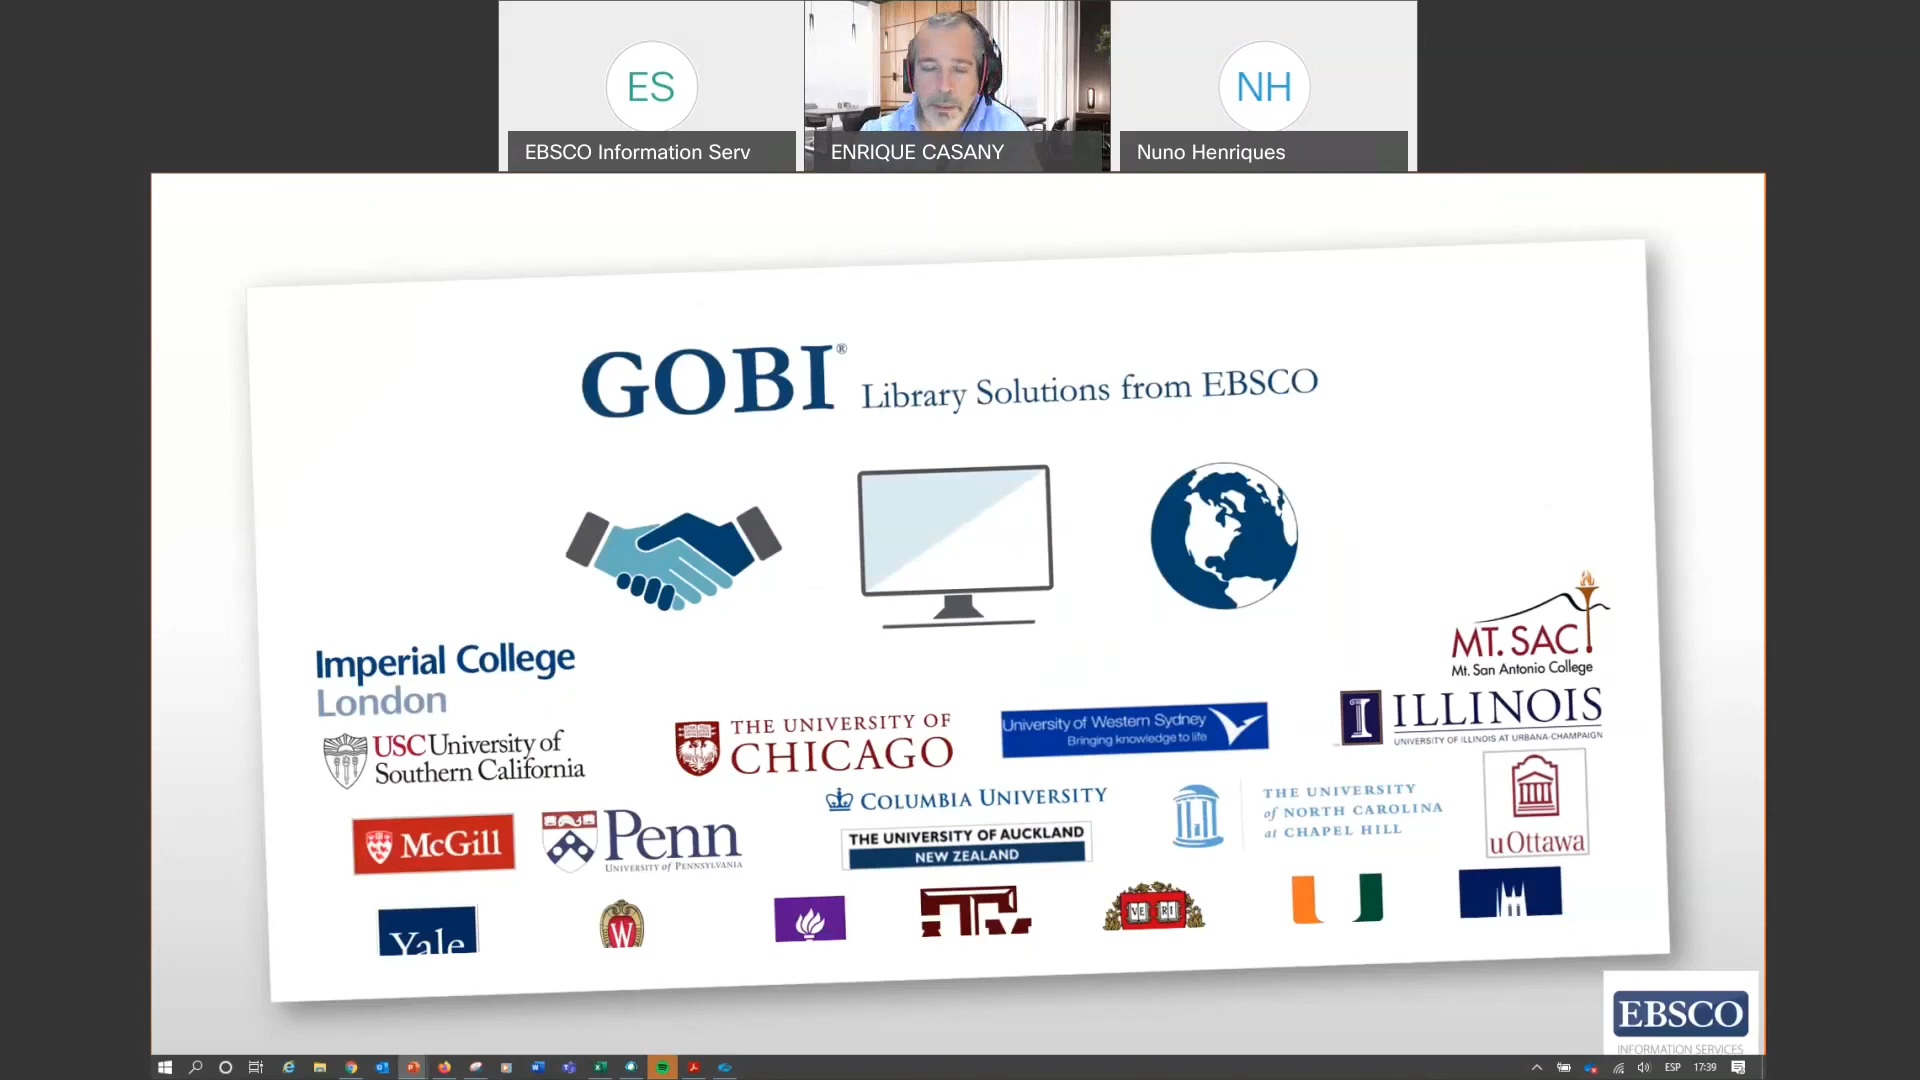 ES
NH
EBSCO Information Serv
ENRIQUE CASANY
Nuno Henriques
GOBI® Library Solutions from EBSCO
MT. SAC
Mt. San Antonio College
Imperial College
London
USC University of
Southern California
THE UNIVERSITY OF
CHICAGO
University of Western Sydney
Bringing knowledge to life
I ILLINOIS
UNIVERSITY OF ILLINOIS AT URBANA-CHAMPAIGN
McGill
Penn
UNIVERSITY of PENNSYLVANIA
COLUMBIA UNIVERSITY
THE UNIVERSITY OF AUCKLAND
NEW ZEALAND
THE UNIVERSITY
of NORTH CAROLINA
at CHAPEL HILL
uOttawa
Yale
W
VE RI
EBSCO
INFORMATION SERVICES
ESP
17:39